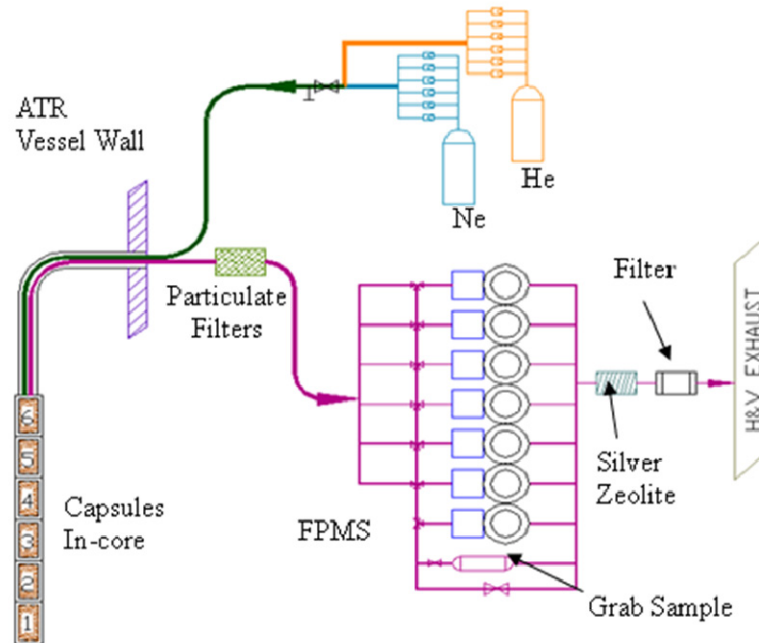 ATR
Vessel Wall
He
Ne
Particulate
Filters
Filter
H&V EXHAUST
6
5
4
3
2
1
Capsules
In-core
FPMS
Silver
Zeolite
Grab Sample